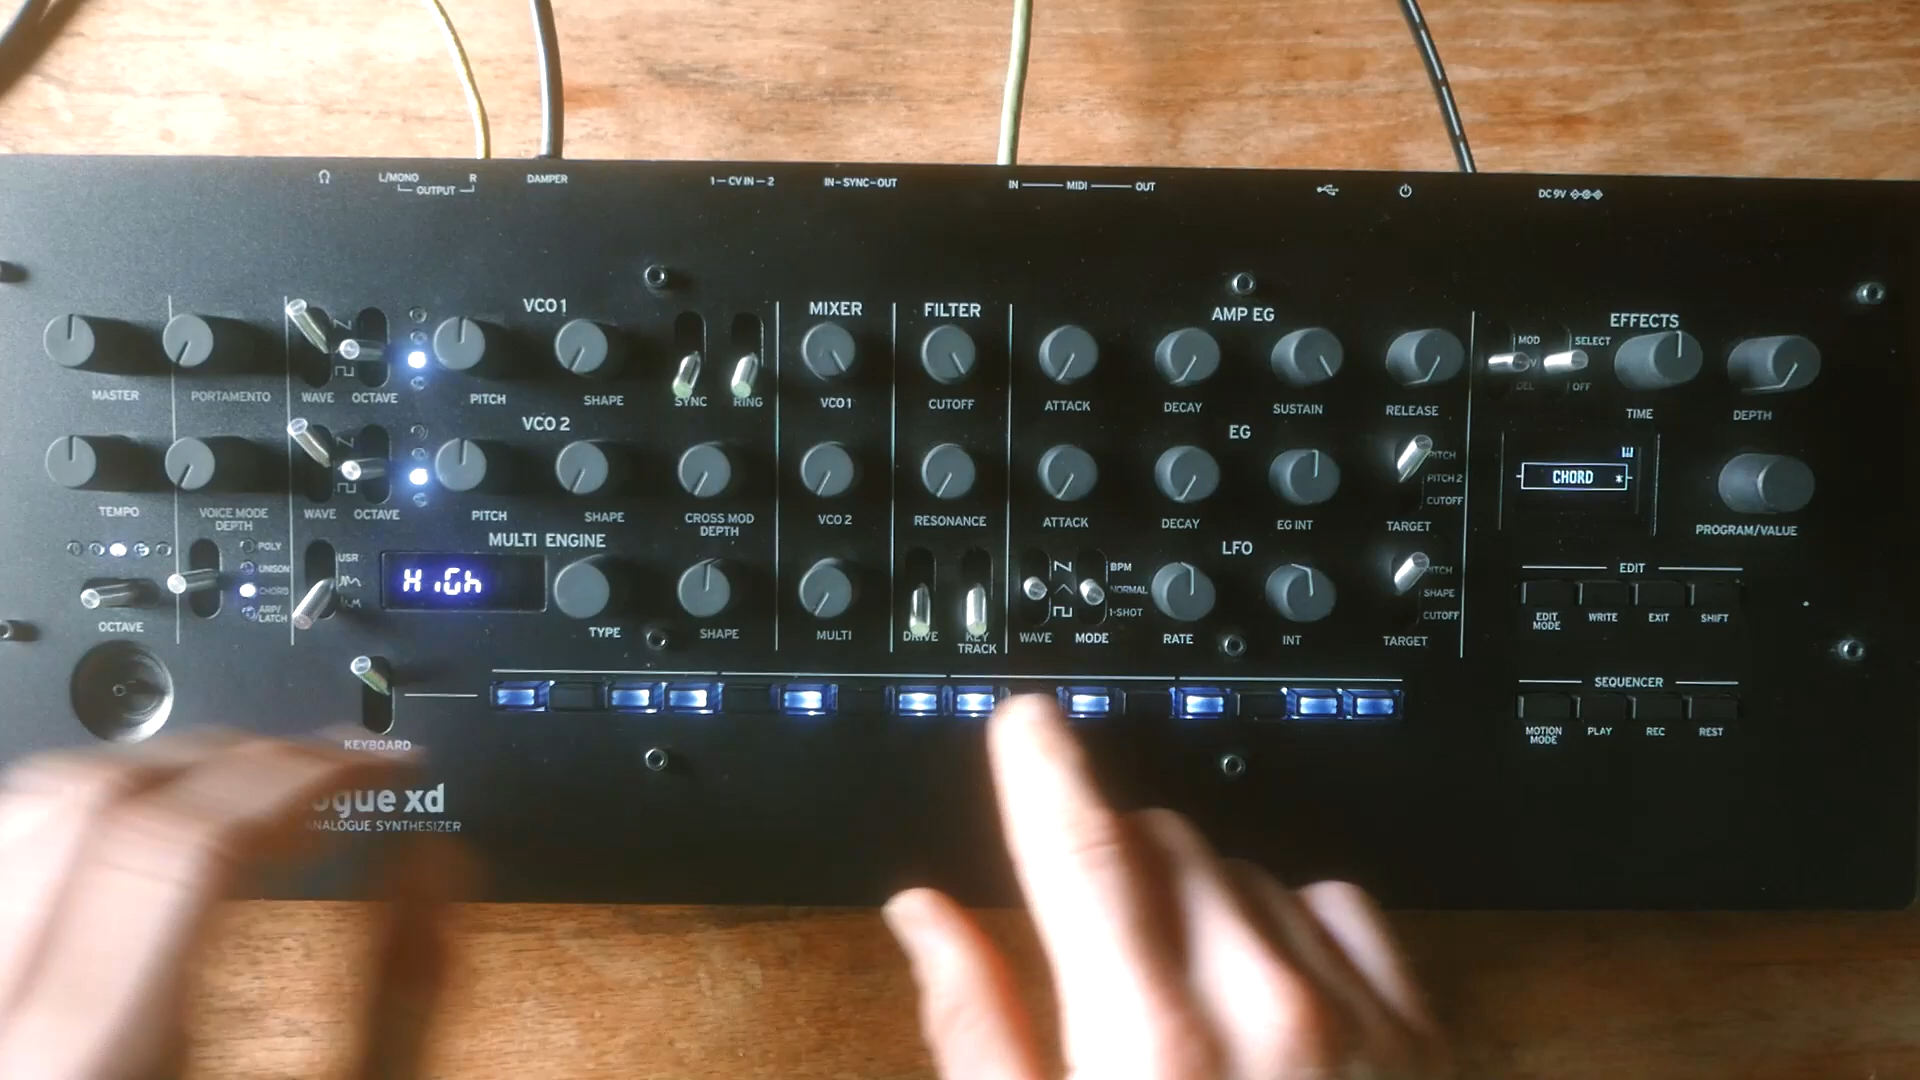 L/MONO R
OUTPUT
DAMPER
1 — CV IN — 2
IN - SYNC - OUT
IN — MIDI — OUT
DC 9V
MASTER
PORTAMENTO
WAVE
OCTAVE
VCO 1
PITCH
SHAPE
SYNC
RING
MIXER
VCO 1
FILTER
CUTOFF
AMP EG
ATTACK
DECAY
SUSTAIN
RELEASE
EFFECTS
MOD
DEL
SELECT
OFF
TIME
DEPTH
TEMPO
VOICE MODE
DEPTH
WAVE
OCTAVE
VCO 2
PITCH
SHAPE
CROSS MOD
DEPTH
VCO 2
RESONANCE
EG
ATTACK
DECAY
EG INT
PITCH
PITCH 2
CUTOFF
TARGET
CHORD
PROGRAM/VALUE
OCTAVE
POLY
UNISON
CHORD
ARP/
LATCH
USR
MULTI ENGINE
HiGh
TYPE
SHAPE
MULTI
DRIVE
KEY
TRACK
LFO
WAVE
BPM
NORMAL
1-SHOT
MODE
RATE
INT
PITCH
SHAPE
CUTOFF
TARGET
EDIT
EDIT
MODE
WRITE
EXIT
SHIFT
SEQUENCER
MOTION
MODE
PLAY
REC
REST
KEYBOARD
ogue xd
ANALOGUE SYNTHESIZER